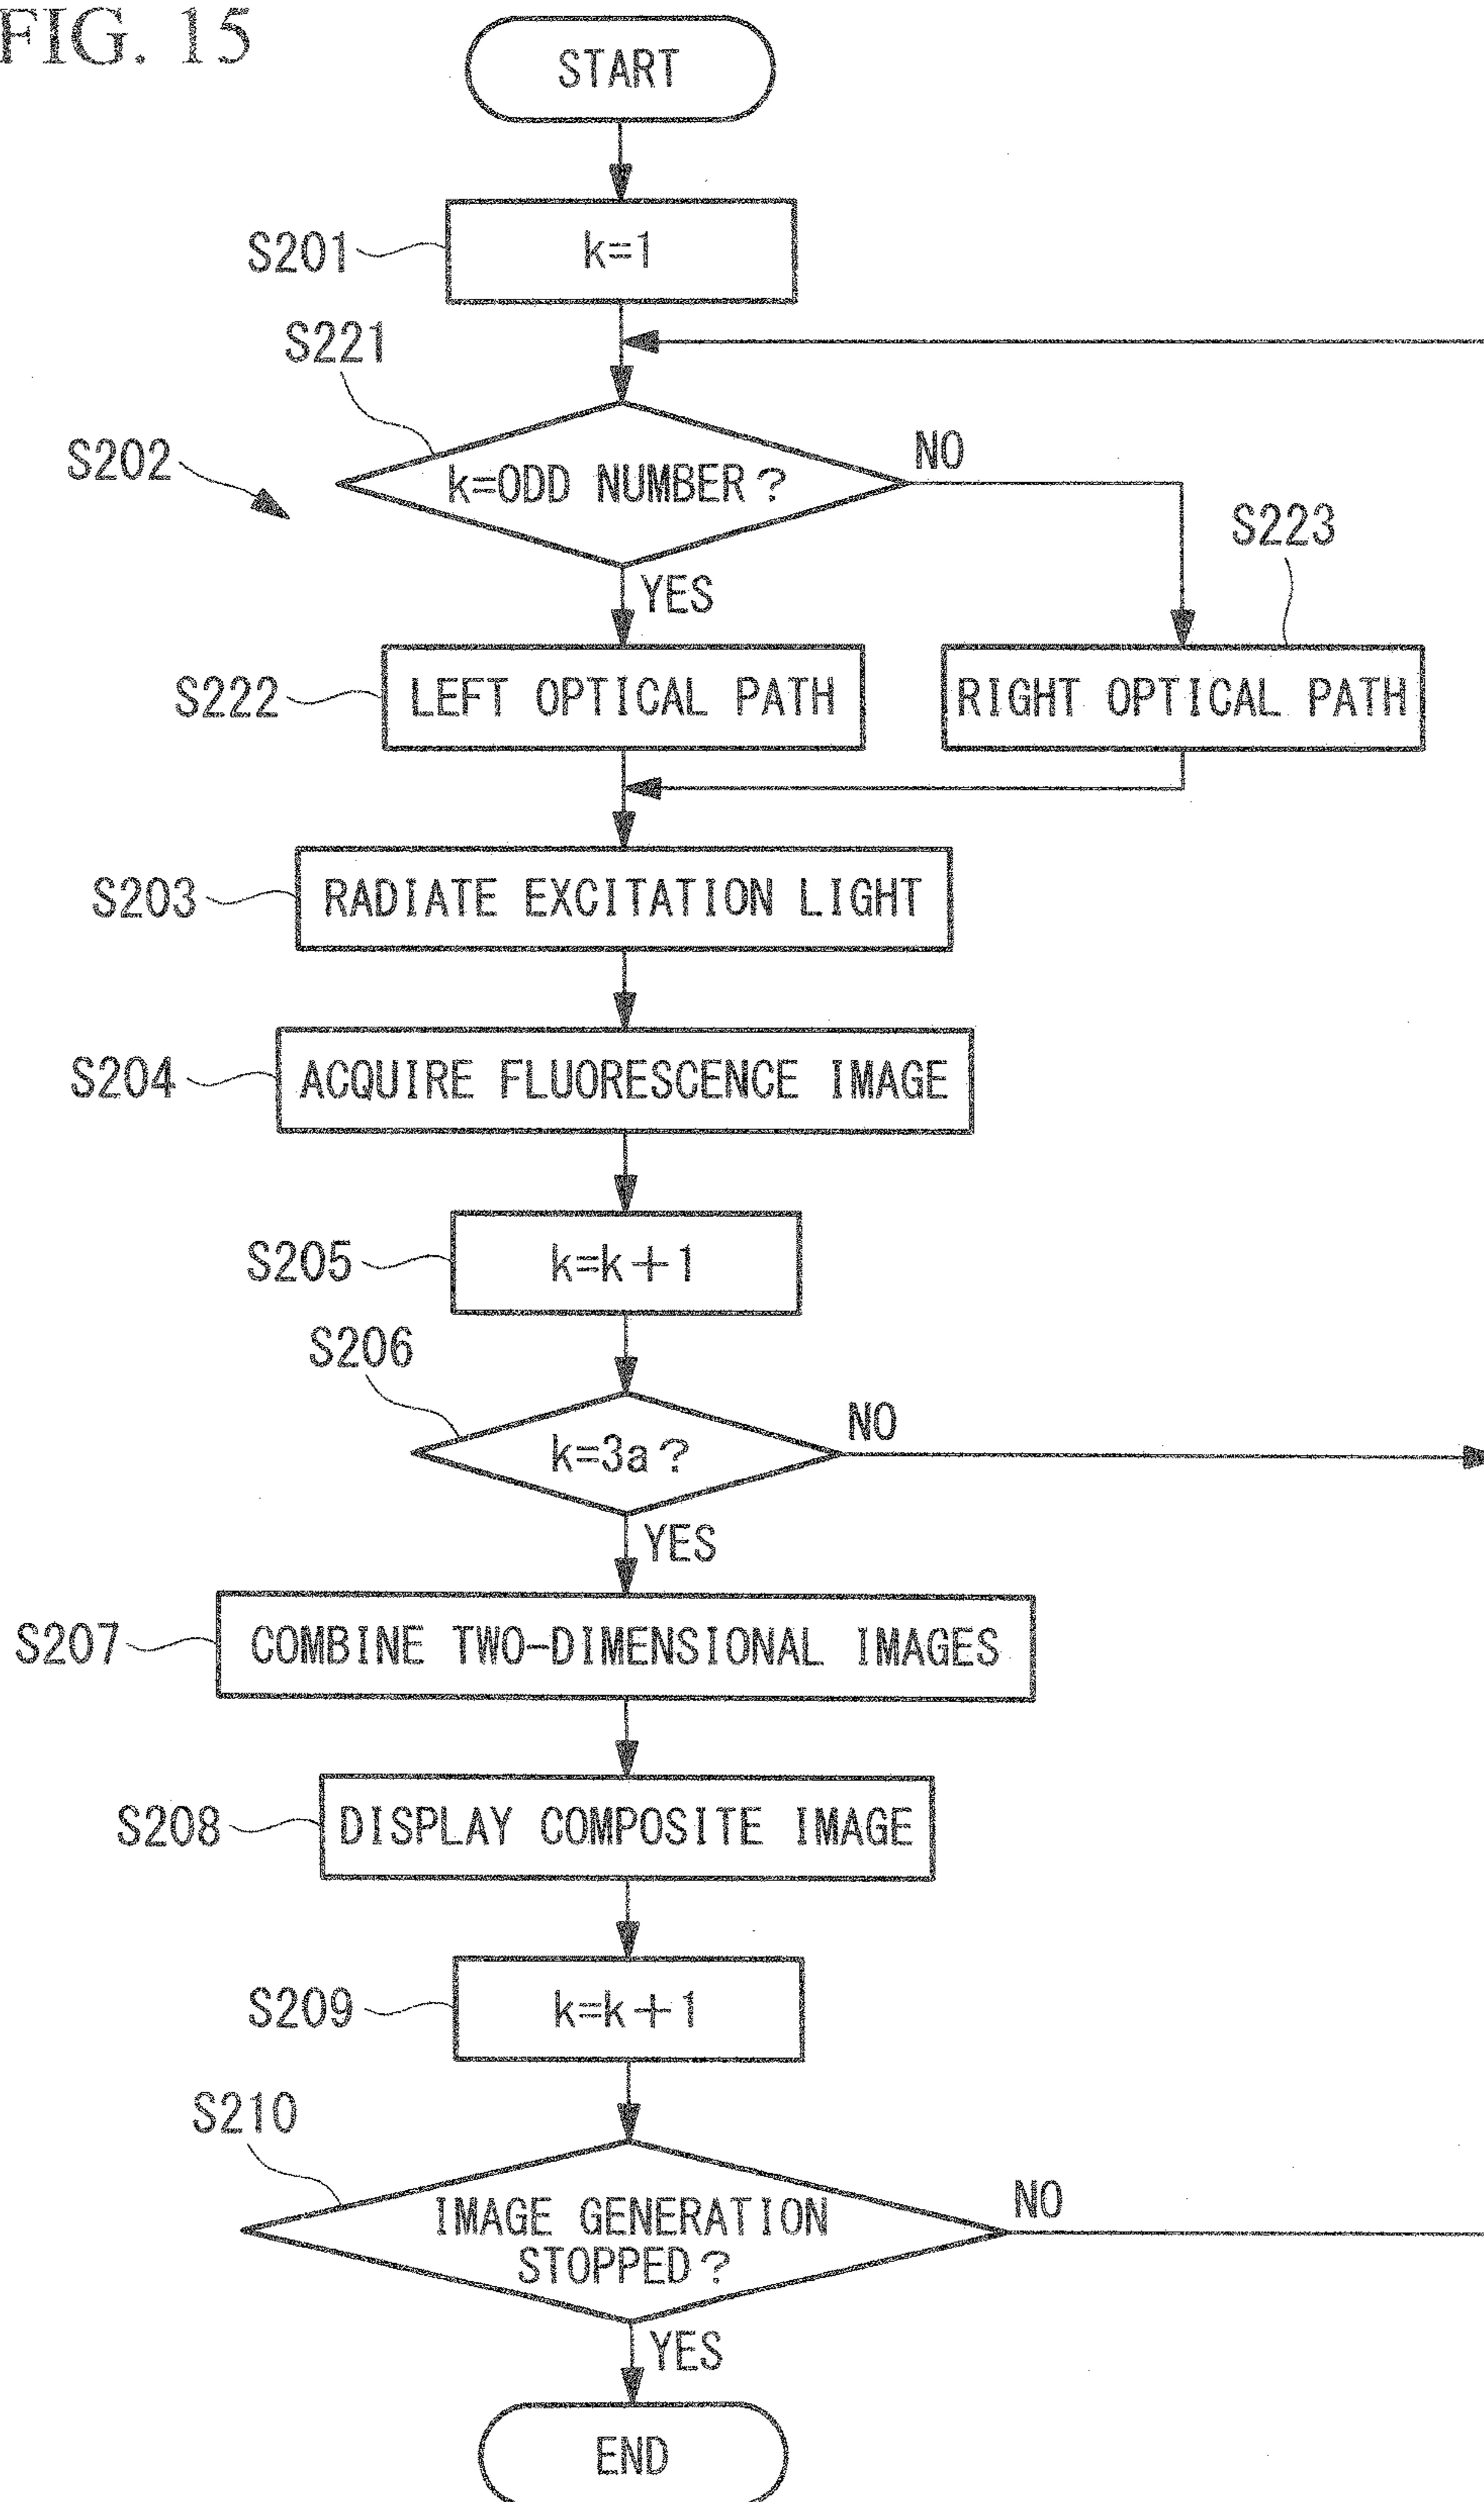 FIG. 15
START
S201
k=1
S221
S202
k=ODD NUMBER?
NO
S223
YES
S222
LEFT OPTICAL PATH
RIGHT OPTICAL PATH
S203
RADIATE EXCITATION LIGHT
S204
ACQUIRE FLUORESCENCE IMAGE
S205
k=k+1
S206
NO
k=3a?
YES
S207
COMBINE TWO-DIMENSIONAL IMAGES
S208
DISPLAY COMPOSITE IMAGE
S209
k=k+1
S210
NO
IMAGE GENERATION
STOPPED?
YES
END